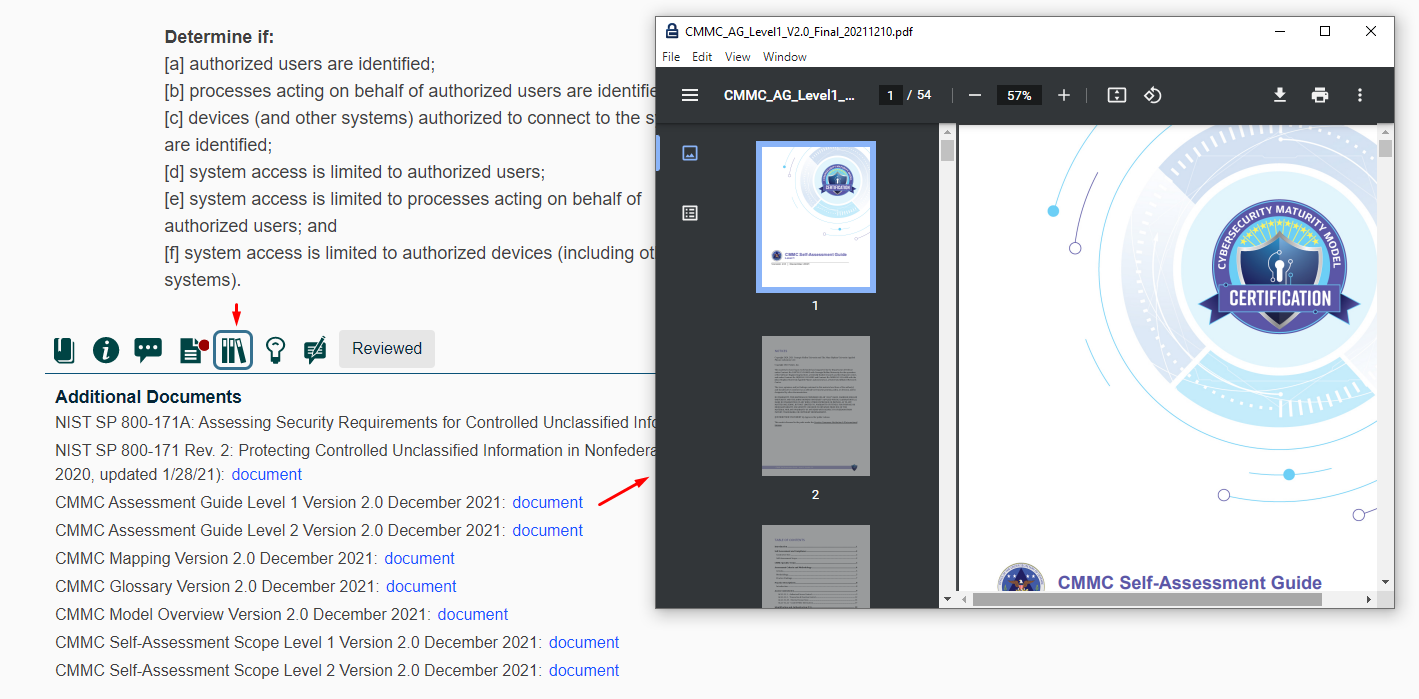 Determine if:
[a] authorized users are identified;
[b] processes acting on behalf of authorized users are identifie
[c] devices (and other systems) authorized to connect to the s
are identified;
[d] system access is limited to authorized users;
[e] system access is limited to processes acting on behalf of
authorized users; and
[f] system access is limited to authorized devices (including ot
systems).
Reviewed
Additional Documents
NIST SP 800-171A: Assessing Security Requirements for Controlled Unclassified Info
NIST SP 800-171 Rev. 2: Protecting Controlled Unclassified Information in Nonfedera
2020, updated 1/28/21): document
CMMC Assessment Guide Level 1 Version 2.0 December 2021: document
CMMC Assessment Guide Level 2 Version 2.0 December 2021: document
CMMC Mapping Version 2.0 December 2021: document
CMMC Glossary Version 2.0 December 2021: document
CMMC Model Overview Version 2.0 December 2021: document
CMMC Self-Assessment Scope Level 1 Version 2.0 December 2021: document
CMMC Self-Assessment Scope Level 2 Version 2.0 December 2021: document
CMMC_AG_Level1_V2.0_Final_20211210.pdf
File Edit View Window
CMMC_AG_Level1_... 1 / 54 57%
CMMC Self-Assessment Guide
1
2
CYBERSECURITY MATURITY MODEL
CERTIFICATION
CMMC Self-Assessment Guide